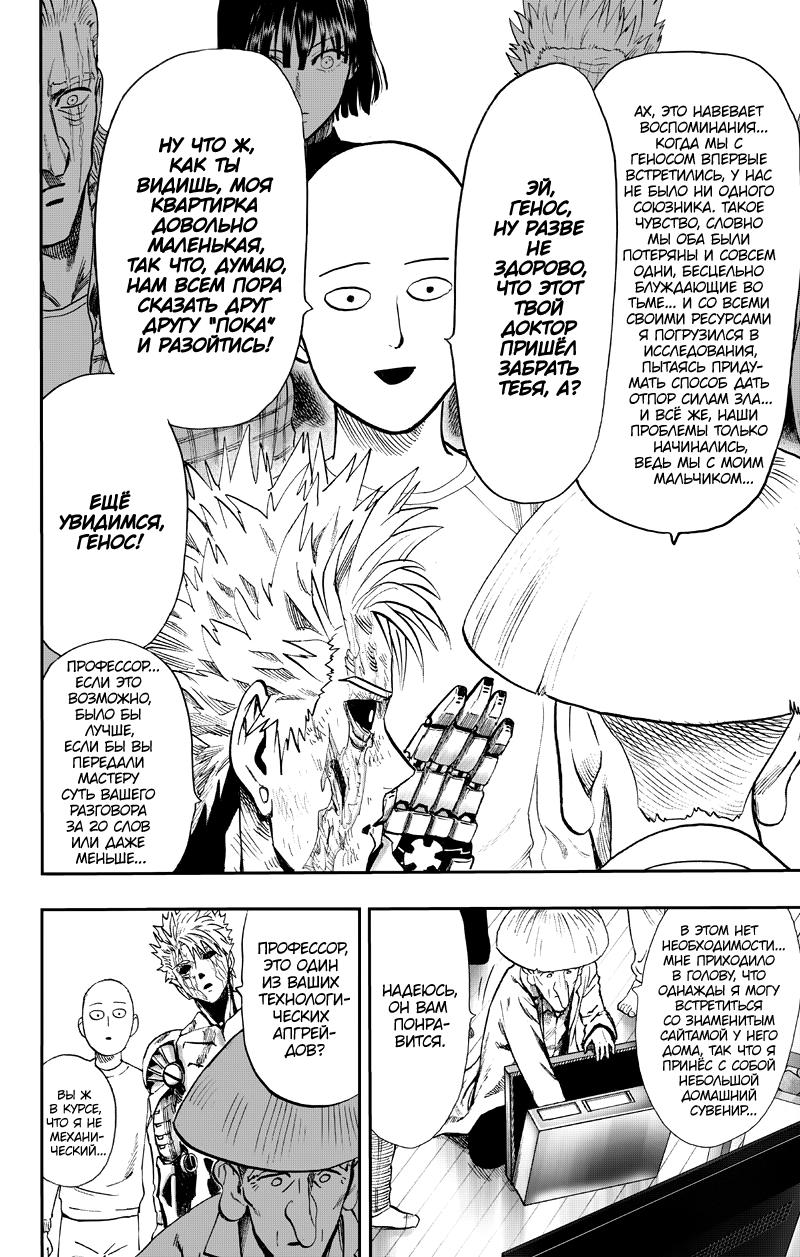 АХ, ЭТО НАВЕВАЕТ
ВОСПОМИНАНИЯ...
КОГДА МЫ С
ГЕНОСОМ ВПЕРВЫЕ
ВСТРЕТИЛИСЬ, У НАС
НЕ БЫЛО НИ ОДНОГО
СОЮЗНИКА. ТАКОЕ
ЧУВСТВО, СЛОВНО
МЫ ОБА БЫЛИ
ПОТЕРЯНЫ И СОВСЕМ
ОДНИ, БЕСЦЕЛЬНО
БЛУЖДАЮЩИЕ ВО
ТЬМЕ... И СО ВСЕМИ
СВОИМИ РЕСУРСАМИ
Я ПОГРУЗИЛСЯ В
ИССЛЕДОВАНИЯ,
ПЫТАЯСЬ ПРИДУ-
МАТЬ СПОСОБ ДАТЬ
ОТПОР СИЛАМ ЗЛА...
И ВСЁ ЖЕ, НАШИ
ПРОБЛЕМЫ ТОЛЬКО
НАЧИНАЛИСЬ,
ВЕДЬ МЫ С МОИМ
МАЛЬЧИКОМ...
ЭЙ,
ГЕНОС,
НУ РАЗВЕ
НЕ
ЗДОРОВО,
ЧТО ЭТОТ
ТВОЙ
ДОКТОР
ПРИШЁЛ
ЗАБРАТЬ
ТЕБЯ, А?
НУ ЧТО Ж,
КАК ТЫ
ВИДИШЬ, МОЯ
КВАРТИРКА
ДОВОЛЬНО
МАЛЕНЬКАЯ,
ТАК ЧТО, ДУМАЮ,
НАМ ВСЕМ ПОРА
СКАЗАТЬ ДРУГ
ДРУГУ "ПОКА"
И РАЗОЙТИСЬ!
ЕЩЁ
УВИДИМСЯ,
ГЕНОС!
ПРОФЕССОР...
ЕСЛИ ЭТО
ВОЗМОЖНО,
БЫЛО БЫ
ЛУЧШЕ,
ЕСЛИ БЫ ВЫ
ПЕРЕДАЛИ
МАСТЕРУ
СУТЬ ВАШЕГО
РАЗГОВОРА
ЗА 20 СЛОВ
ИЛИ ДАЖЕ
МЕНЬШЕ...
В ЭТОМ НЕТ
НЕОБХОДИМОСТИ...
МНЕ ПРИХОДИЛО
В ГОЛОВУ, ЧТО
ОДНАЖДЫ Я МОГУ
ВСТРЕТИТЬСЯ
СО ЗНАМЕНИТЫМ
САЙТАМОЙ У НЕГО
ДОМА, ТАК ЧТО Я
ПРИНЁС С СОБОЙ
НЕБОЛЬШОЙ
ДОМАШНИЙ
СУВЕНИР...
НАДЕЮСЬ,
ОН ВАМ
ПОНРА-
ВИТСЯ.
ПРОФЕССОР,
ЭТО ОДИН
ИЗ ВАШИХ
ТЕХНОЛОГИ-
ЧЕСКИХ
АПГРЕЙ-
ДОВ?
ВЫ Ж
В КУРСЕ,
ЧТО Я НЕ
МЕХАНИ-
ЧЕСКИЙ...